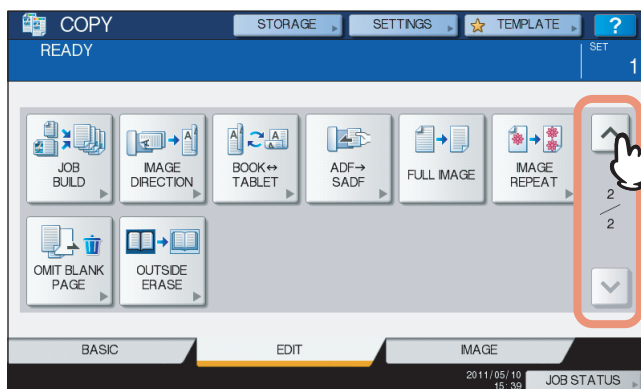 COPY
STORAGE
SETTINGS
TEMPLATE
?
READY
SET
1
JOB
BUILD
IMAGE
DIRECTION
BOOK↔
TABLET
ADF→
SADF
FULL IMAGE
IMAGE
REPEAT
2
2
OMIT BLANK
PAGE
OUTSIDE
ERASE
BASIC
EDIT
IMAGE
2011/05/10
15:39
JOB STATUS